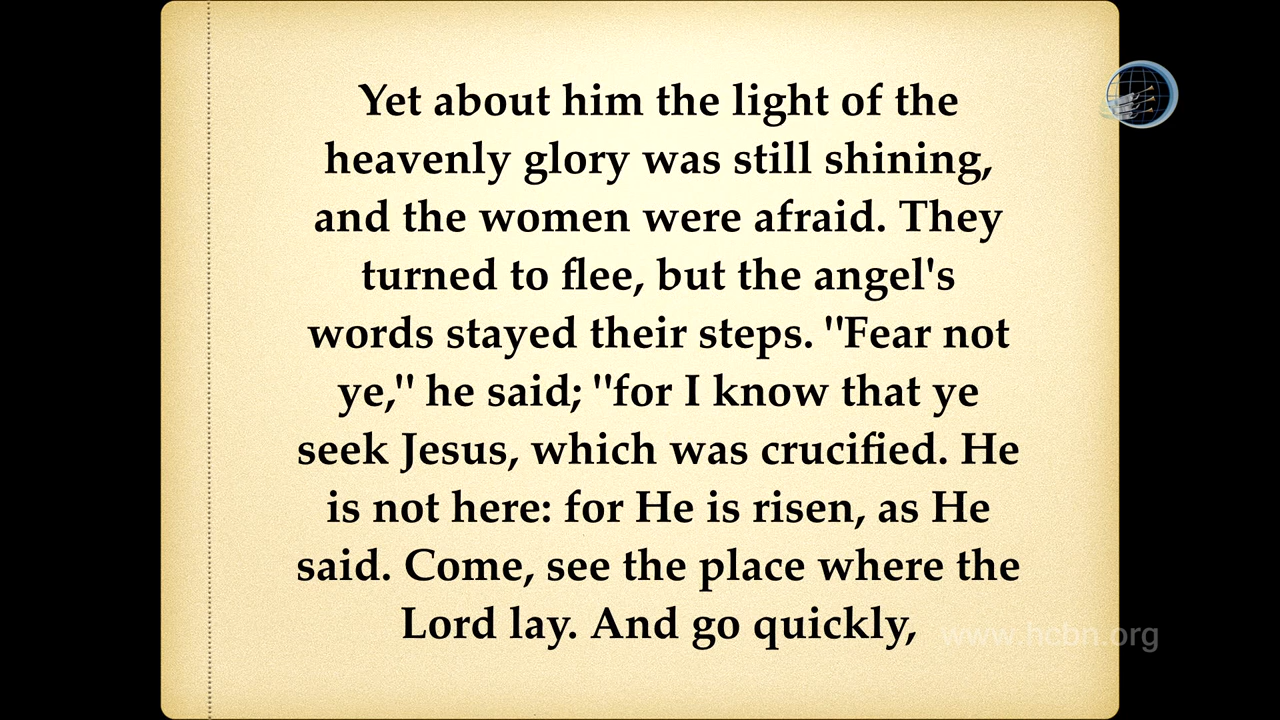 Yet about him the light of the
heavenly glory was still shining,
and the women were afraid. They
turned to flee, but the angel's
words stayed their steps. "Fear not
ye," he said; "for I know that ye
seek Jesus, which was crucified. He
is not here: for He is risen, as He
said. Come, see the place where the
Lord lay. And go quickly,
www.hcbn.org